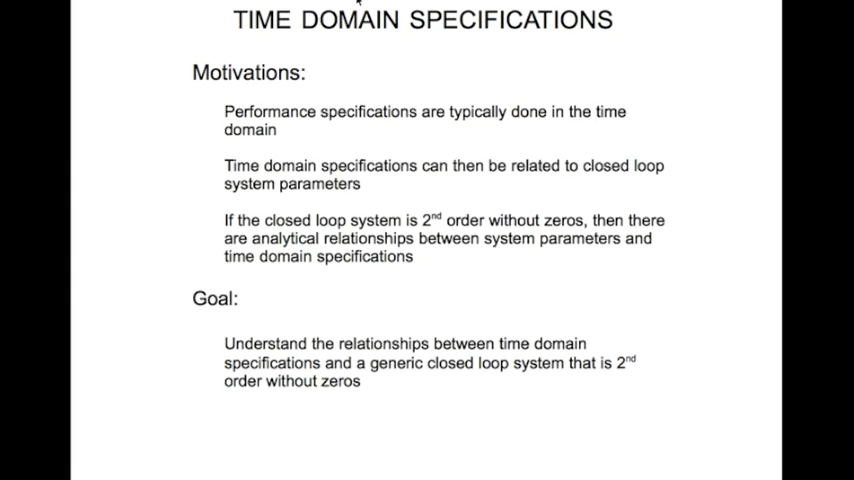 TIME DOMAIN SPECIFICATIONS
Motivations:
Performance specifications are typically done in the time
domain
Time domain specifications can then be related to closed loop
system parameters
If the closed loop system is 2nd order without zeros, then there
are analytical relationships between system parameters and
time domain specifications
Goal:
Understand the relationships between time domain
specifications and a generic closed loop system that is 2nd
order without zeros